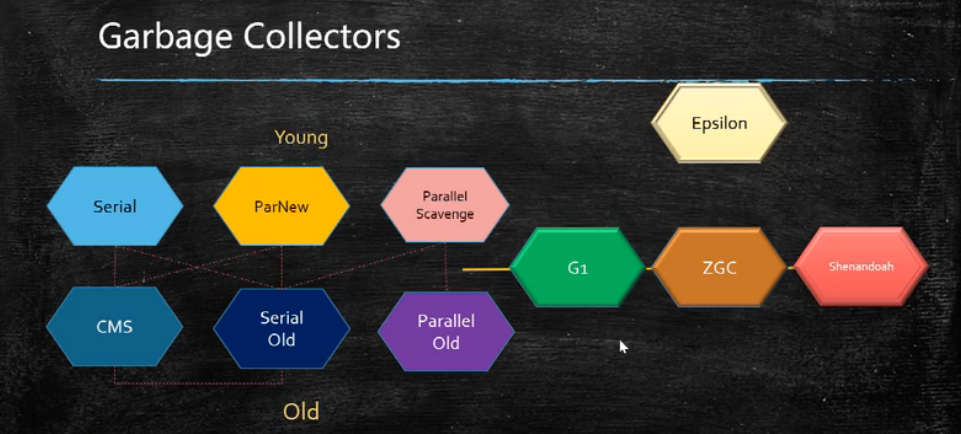 Garbage Collectors
Epsilon
Young
Serial
ParNew
Parallel
Scavenge
G1
ZGC
Shenandoah
CMS
Serial
Old
Parallel
Old
Old